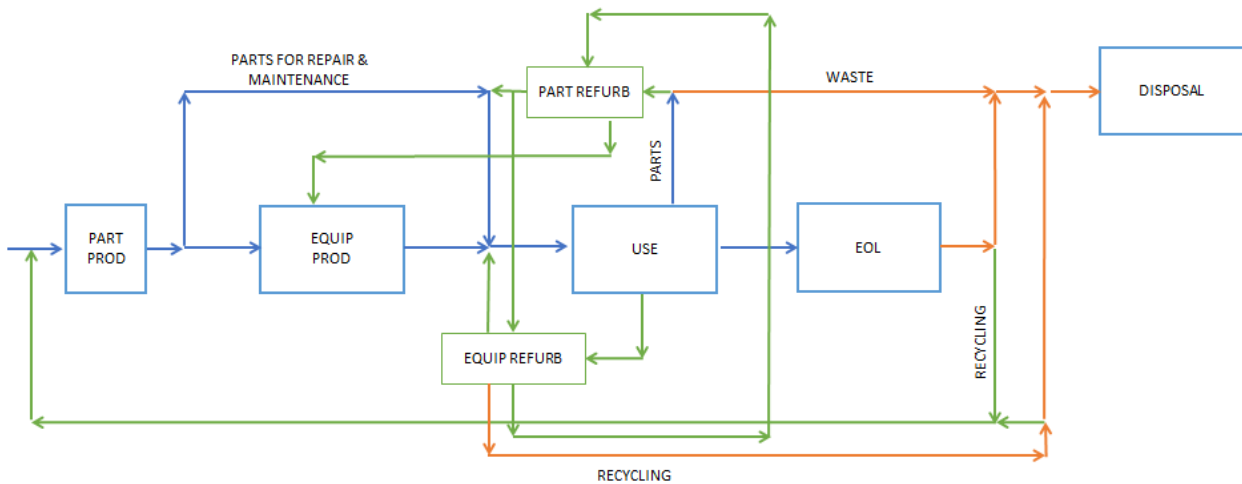 PARTS FOR REPAIR &
MAINTENANCE
PART REFURB
WASTE
DISPOSAL
PARTS
PART
PROD
EQUIP
PROD
USE
EOL
EQUIP REFURB
RECYCLING
RECYCLING